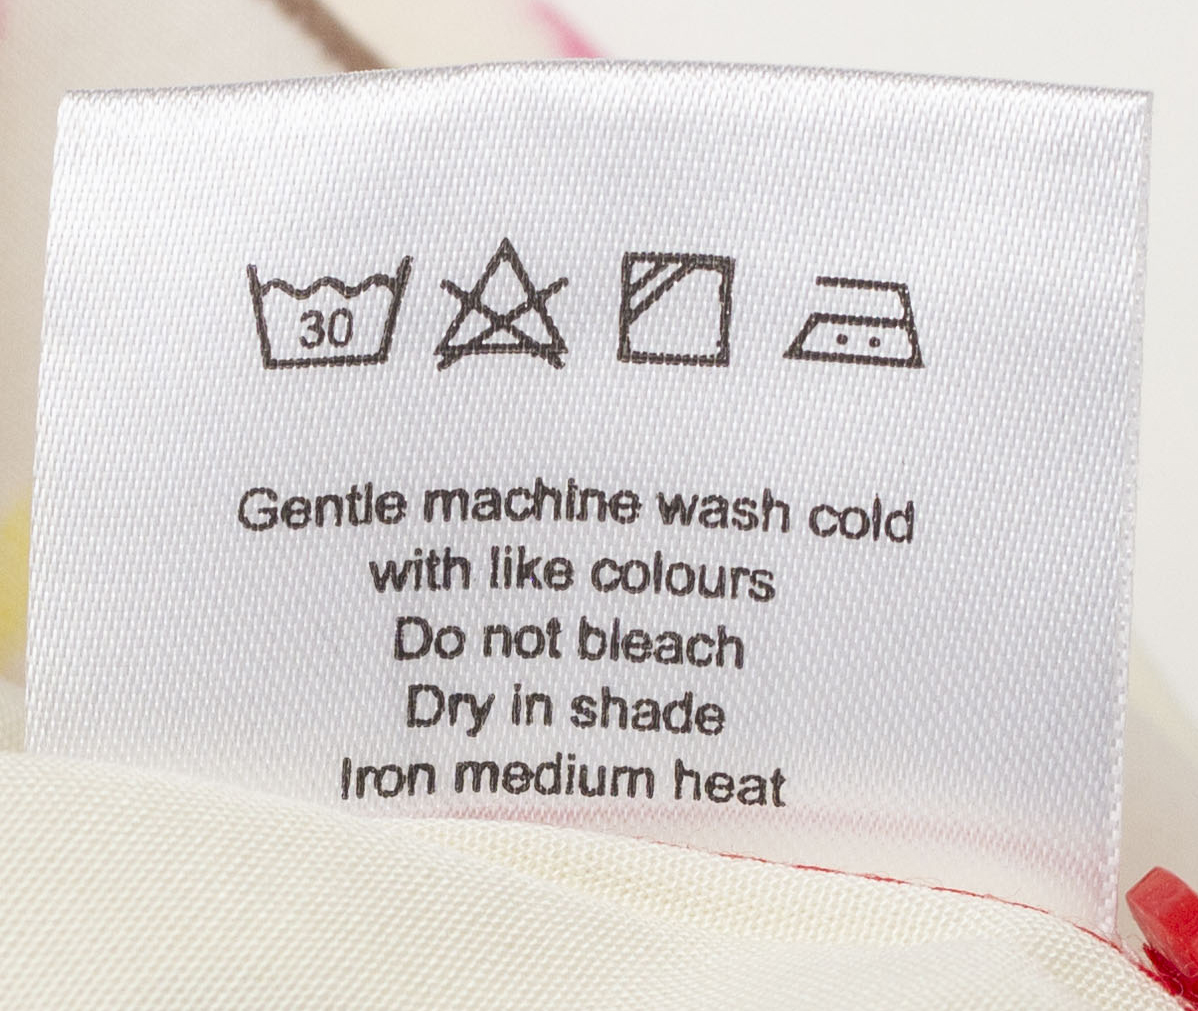 30
Gentle machine wash cold
with like colours
Do not bleach
Dry in shade
Iron medium heat